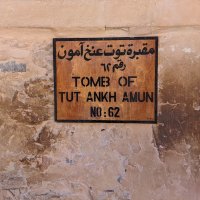 مقبرة توت عنخ آمون
رقم ٦٢
TOMB OF
TUT ANKH AMUN
NO: 62